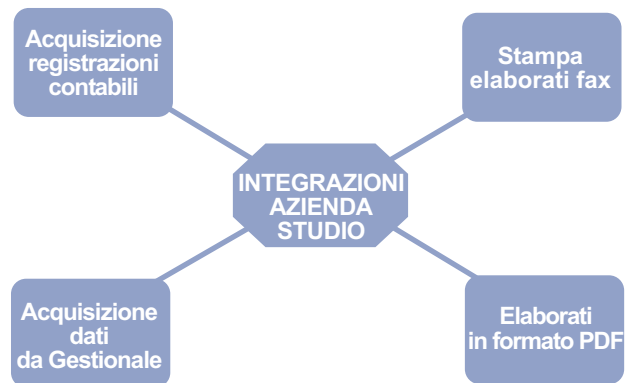 Acquisizione
registrazioni
contabili
Stampa
elaborati fax
INTEGRAZIONI
AZIENDA
STUDIO
Acquisizione
dati
da Gestionale
Elaborati
in formato PDF